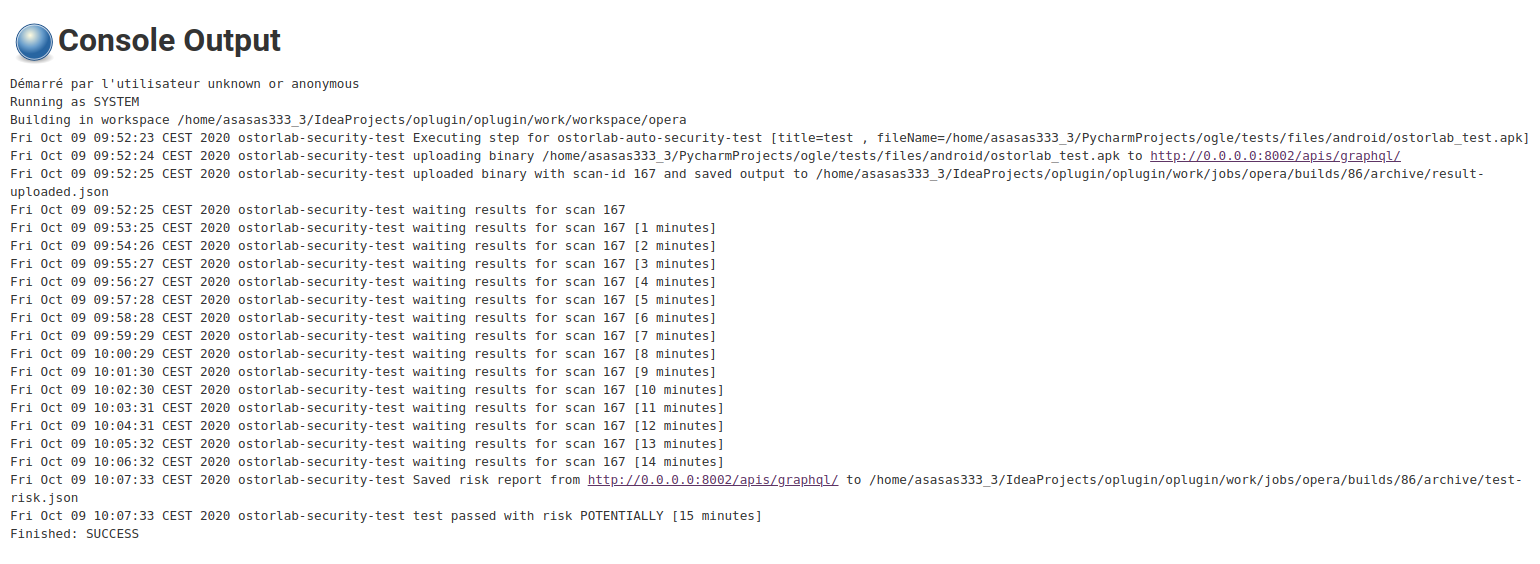 Console Output
Démarré par l'utilisateur unknown or anonymous
Running as SYSTEM
Building in workspace /home/asasas333_3/IdeaProjects/oplugin/oplugin/work/workspace/opera
Fri Oct 09 09:52:23 CEST 2020 ostorlab-security-test Executing step for ostorlab-auto-security-test [title=test , fileName=/home/asasas333_3/PycharmProjects/ogle/tests/files/android/ostorlab_test.apk]
Fri Oct 09 09:52:24 CEST 2020 ostorlab-security-test uploading binary /home/asasas333_3/PycharmProjects/ogle/tests/files/android/ostorlab_test.apk to http://0.0.0.0:8002/apis/graphql/
Fri Oct 09 09:52:25 CEST 2020 ostorlab-security-test uploaded binary with scan-id 167 and saved output to /home/asasas333_3/IdeaProjects/oplugin/oplugin/work/jobs/opera/builds/86/archive/result-
uploaded.json
Fri Oct 09 09:52:25 CEST 2020 ostorlab-security-test waiting results for scan 167
Fri Oct 09 09:53:25 CEST 2020 ostorlab-security-test waiting results for scan 167 [1 minutes]
Fri Oct 09 09:54:26 CEST 2020 ostorlab-security-test waiting results for scan 167 [2 minutes]
Fri Oct 09 09:55:27 CEST 2020 ostorlab-security-test waiting results for scan 167 [3 minutes]
Fri Oct 09 09:56:27 CEST 2020 ostorlab-security-test waiting results for scan 167 [4 minutes]
Fri Oct 09 09:57:28 CEST 2020 ostorlab-security-test waiting results for scan 167 [5 minutes]
Fri Oct 09 09:58:28 CEST 2020 ostorlab-security-test waiting results for scan 167 [6 minutes]
Fri Oct 09 09:59:29 CEST 2020 ostorlab-security-test waiting results for scan 167 [7 minutes]
Fri Oct 09 10:00:29 CEST 2020 ostorlab-security-test waiting results for scan 167 [8 minutes]
Fri Oct 09 10:01:30 CEST 2020 ostorlab-security-test waiting results for scan 167 [9 minutes]
Fri Oct 09 10:02:30 CEST 2020 ostorlab-security-test waiting results for scan 167 [10 minutes]
Fri Oct 09 10:03:31 CEST 2020 ostorlab-security-test waiting results for scan 167 [11 minutes]
Fri Oct 09 10:04:31 CEST 2020 ostorlab-security-test waiting results for scan 167 [12 minutes]
Fri Oct 09 10:05:32 CEST 2020 ostorlab-security-test waiting results for scan 167 [13 minutes]
Fri Oct 09 10:06:32 CEST 2020 ostorlab-security-test waiting results for scan 167 [14 minutes]
Fri Oct 09 10:07:33 CEST 2020 ostorlab-security-test Saved risk report from http://0.0.0.0:8002/apis/graphql/ to /home/asasas333_3/IdeaProjects/oplugin/oplugin/work/jobs/opera/builds/86/archive/test-
risk.json
Fri Oct 09 10:07:33 CEST 2020 ostorlab-security-test test passed with risk POTENTIALLY [15 minutes]
Finished: SUCCESS